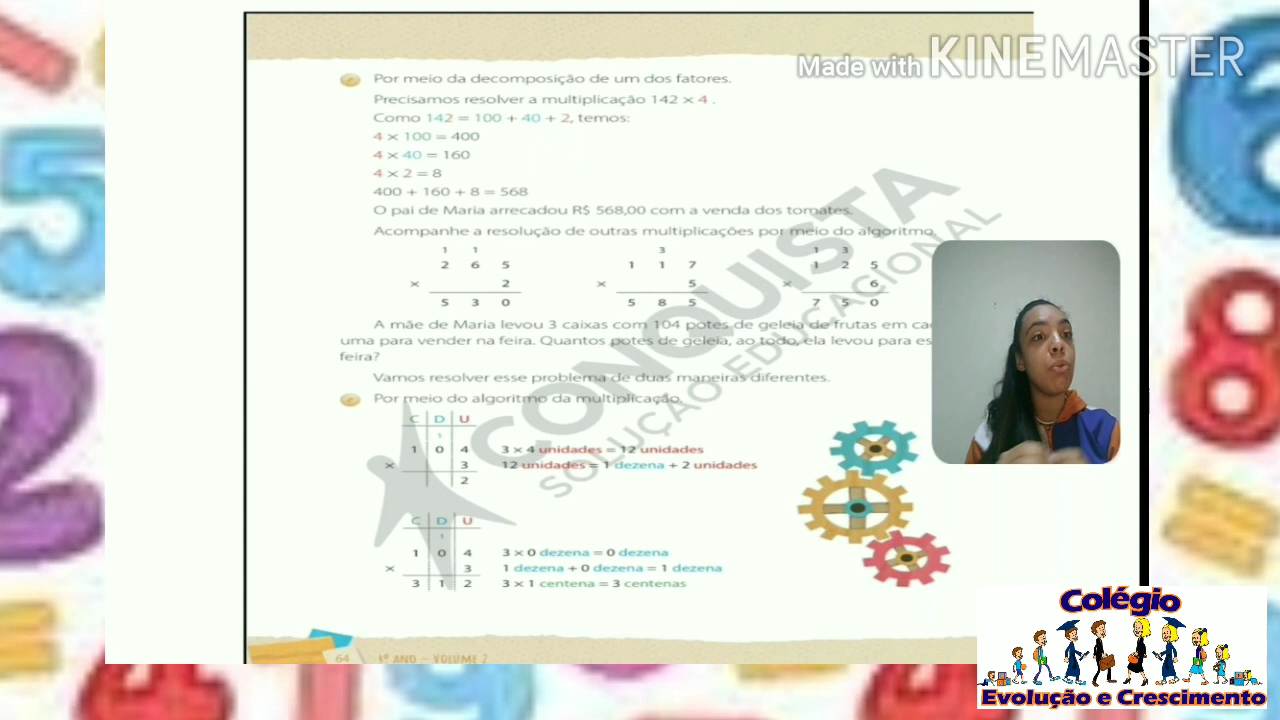 Made with KINEMASTER
Por meio da decomposição de um dos fatores.
Precisamos resolver a multiplicação 142 × 4 .
Como 142 = 100 + 40 + 2, temos:
4 × 100 = 400
4 × 40 = 160
4 × 2 = 8
400 + 160 + 8 = 568
O pai de Maria arrecadou R$ 568,00 com a venda dos tomates.
Acompanhe a resolução de outras multiplicações por meio do algoritmo.
1 1 3 1 3
2 6 5 1 1 7 1 2 5
× 2 × 5 × 6
5 3 0 5 8 5 7 5 0
A mãe de Maria levou 3 caixas com 104 potes de geleia de frutas em
uma para vender na feira. Quantos potes de geleia, ao todo, ela levou para
feira?
Vamos resolver esse problema de duas maneiras diferentes.
Por meio do algoritmo da multiplicação.
C D U
1
1 0 4 3 × 4 unidades = 12 unidades
× 3 12 unidades = 1 dezena + 2 unidades
2
C D U
1
1 0 4 3 × 0 dezena = 0 dezena
× 3 1 dezena + 0 dezena = 1 dezena
3 1 2 3 × 1 centena = 3 centenas
64 4º ANO – VOLUME 2
CONQUISTA
SOLUÇÃO EDUCACIONAL
Colégio
Evolução e Crescimento
5
2
6
8